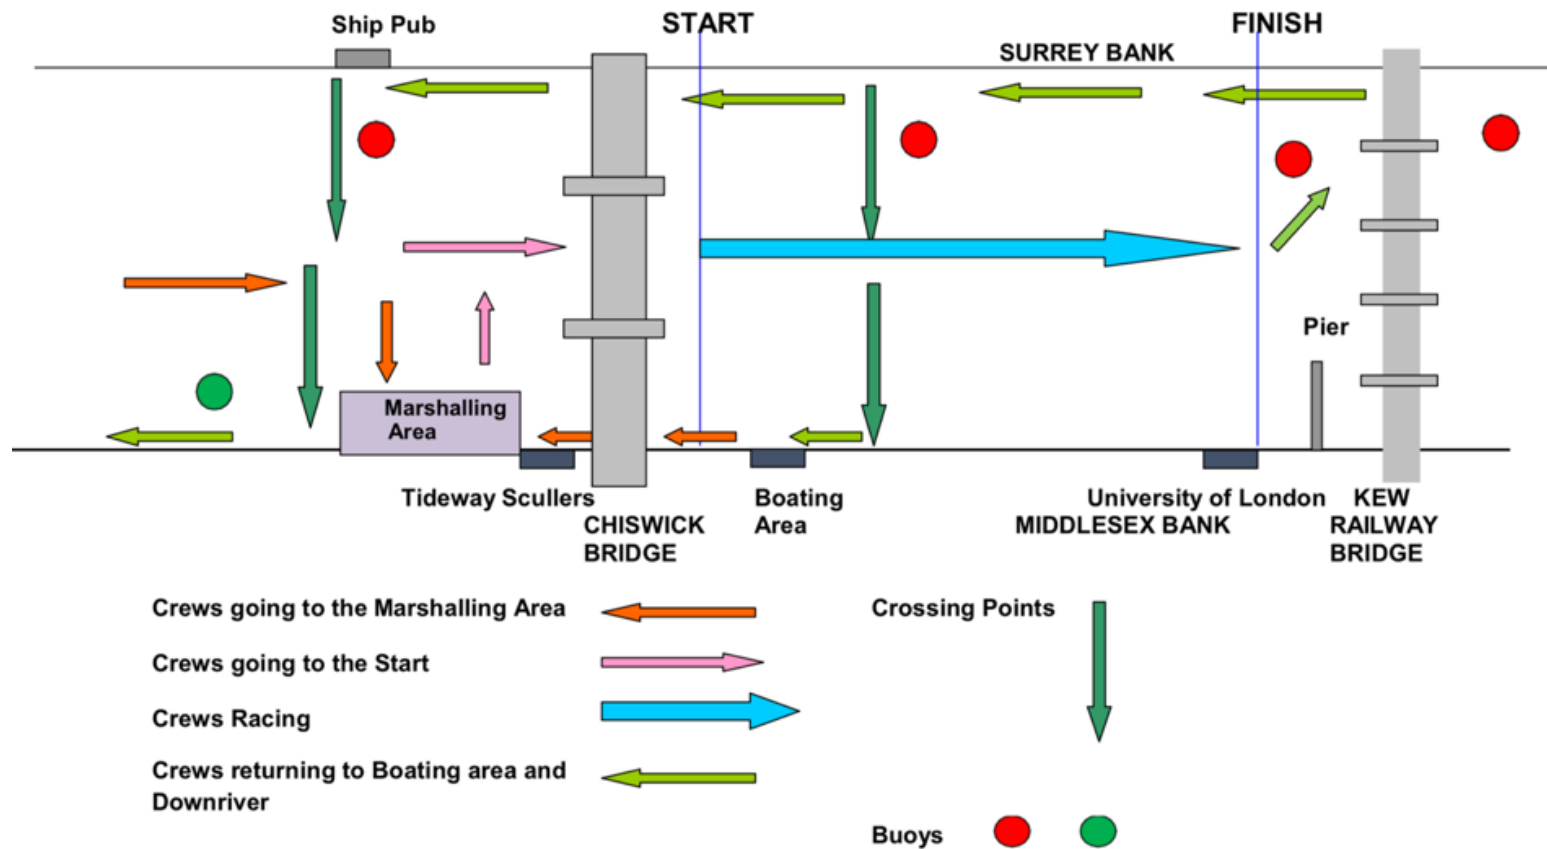 Ship Pub
START
FINISH
SURREY BANK
Pier
Marshalling
Area
Tideway Scullers
CHISWICK
BRIDGE
Boating
Area
University of London
MIDDLESEX BANK
KEW
RAILWAY
BRIDGE
Crews going to the Marshalling Area
Crews going to the Start
Crews Racing
Crews returning to Boating area and
Downriver
Crossing Points
Buoys